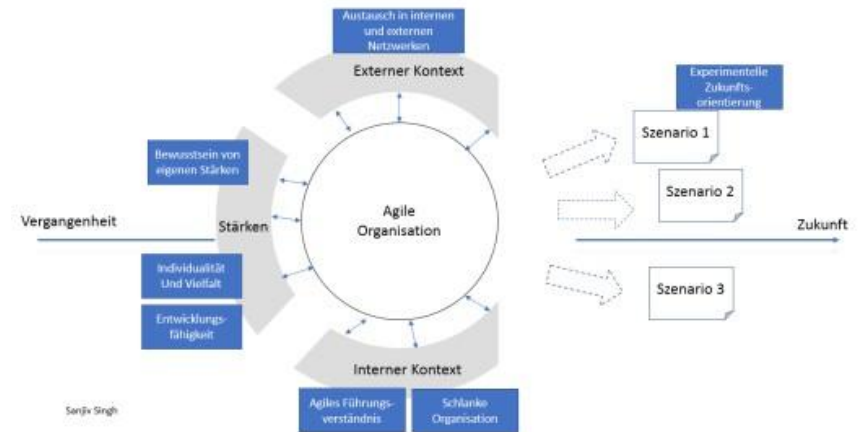 Austausch in internen
und externen
Netzwerken
Externer Kontext
Experimentelle
Zukunfts-
orientierung
Szenario 1
Bewusstsein von
eigenen Stärken
Szenario 2
Agile
Organisation
Vergangenheit
Stärken
Zukunft
Individualität
Und Vielfalt
Szenario 3
Entwicklungs-
fähigkeit
Interner Kontext
Agiles Führungs-
verständnis
Schlanke
Organisation
Sanjiv Singh